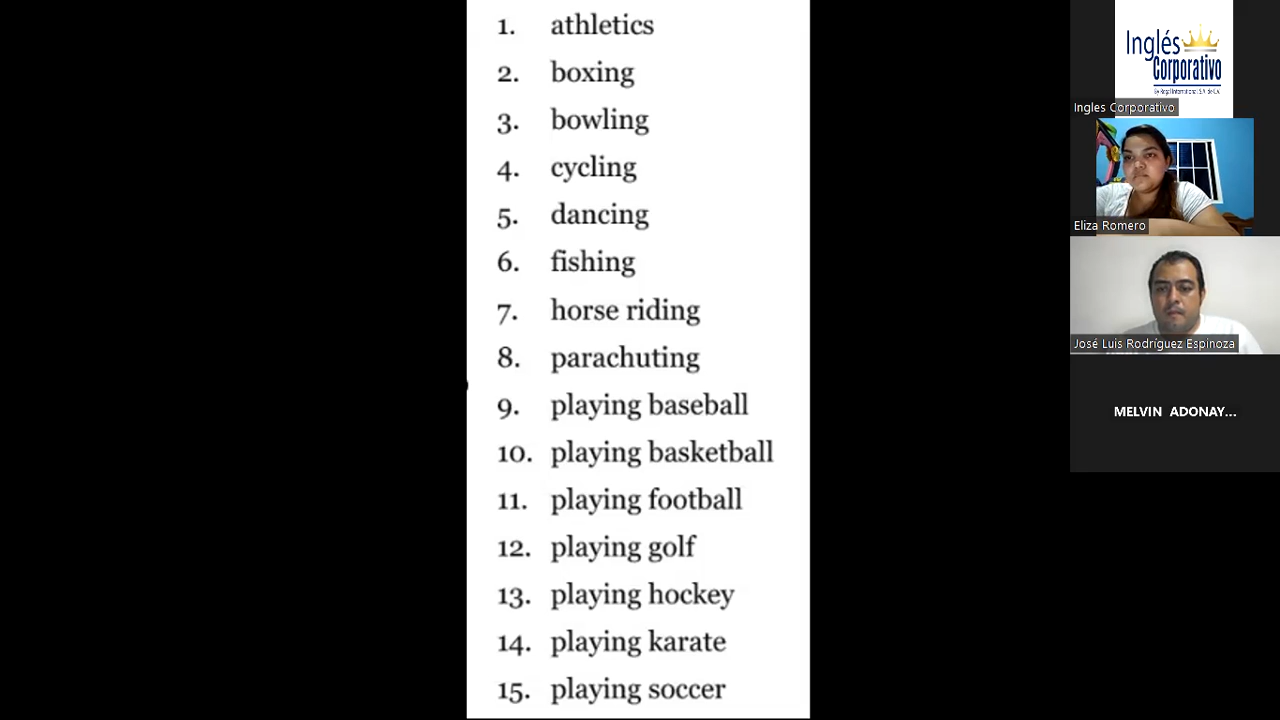 1. athletics
2. boxing
3. bowling
4. cycling
5. dancing
6. fishing
7. horse riding
8. parachuting
9. playing baseball
10. playing basketball
11. playing football
12. playing golf
13. playing hockey
14. playing karate
15. playing soccer
Inglés
Corporativo
Ingles Corporativo
Eliza Romero
José Luis Rodríguez Espinoza
MELVIN ADONAY...